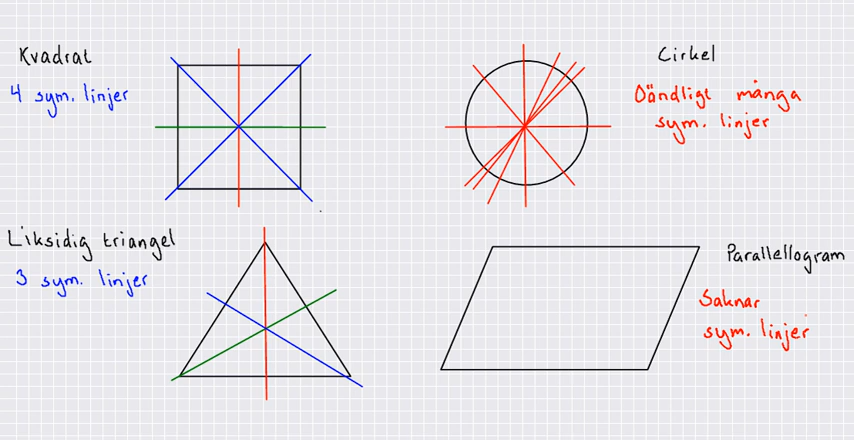 Kvadrat
4 sym. linjer
Cirkel
Oändligt många
sym. linjer
Liksidig triangel
3 sym. linjer
Parallellogram
Saknar
sym. linjer